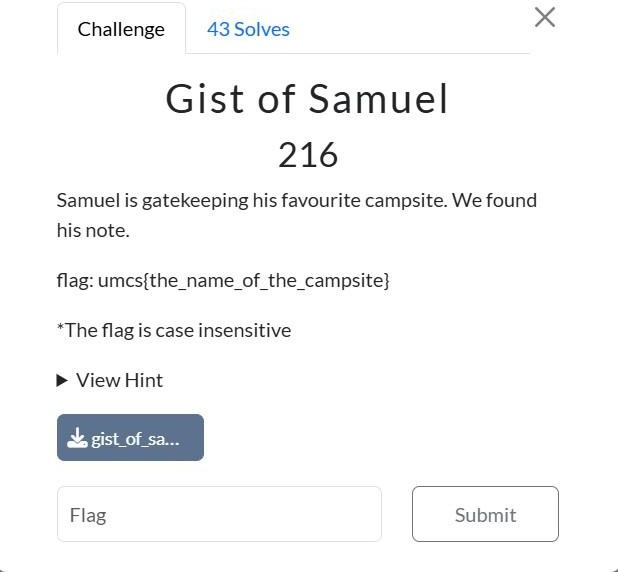 Challenge
43 Solves
Gist of Samuel
216
Samuel is gatekeeping his favourite campsite. We found
his note.
flag: umcs{the_name_of_the_campsite}
*The flag is case insensitive
View Hint
gist_of_sa...
Flag
Submit